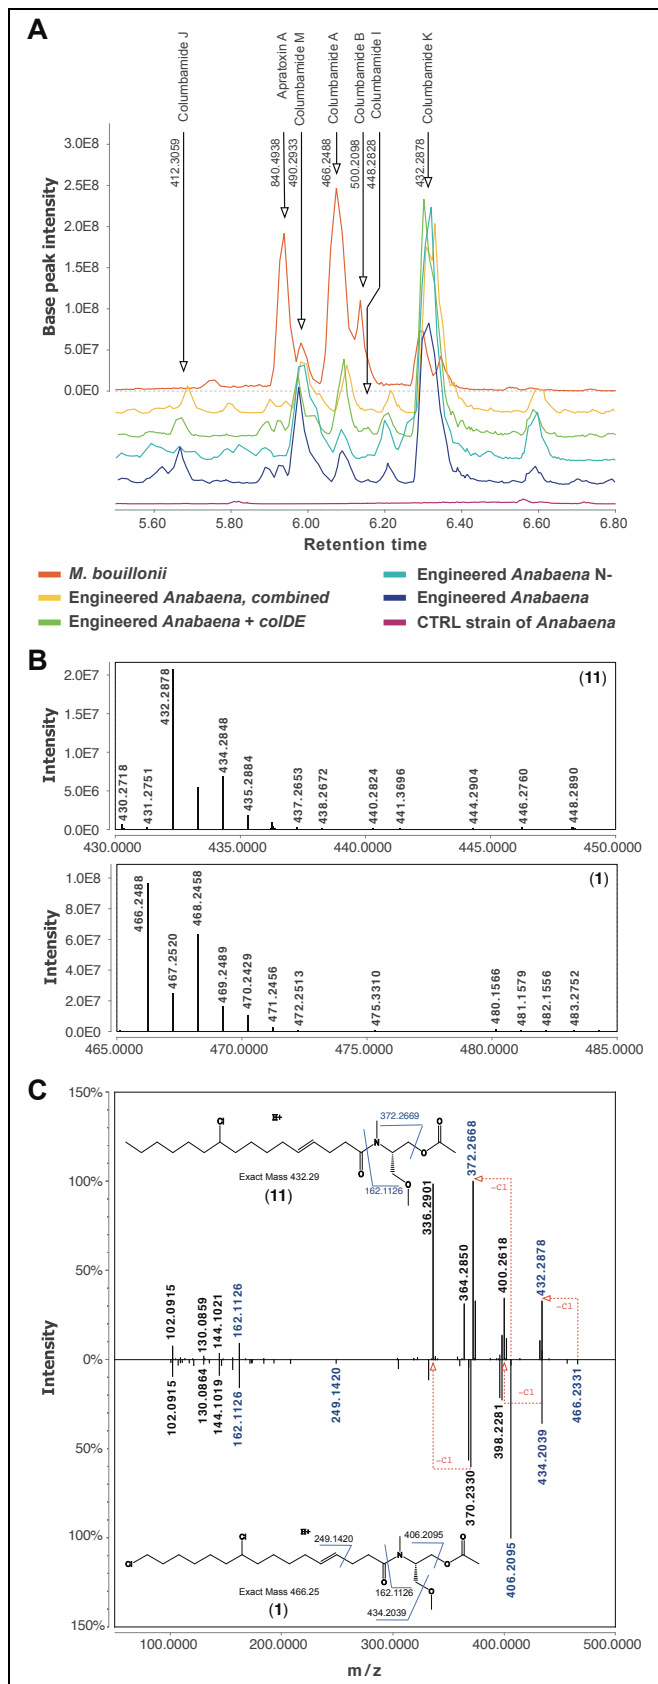 A
Columbamide J
Apratoxin A
Columbamide M
Columbamide A
Columbamide B
Columbamide I
Columbamide K
412.3059
840.4938
490.2933
466.2488
500.2098
448.2828
432.2878
Base peak intensity
3.0E8
2.5E8
2.0E8
1.5E8
1.0E8
5.0E7
0.0E0
5.60
5.80
6.00
6.20
6.40
6.60
6.80
Retention time
M. bouillonii
Engineered Anabaena N-
Engineered Anabaena, combined
Engineered Anabaena
Engineered Anabaena + colDE
CTRL strain of Anabaena
B
(11)
Intensity
2.0E7
1.5E7
1.0E7
5.0E6
0.0E0
430.2718
431.2751
432.2878
434.2848
435.2884
437.2653
438.2672
440.2824
441.3696
444.2904
446.2760
448.2890
430.0000
435.0000
440.0000
445.0000
450.0000
(1)
Intensity
1.0E7
8.0E6
6.0E6
4.0E6
2.0E6
0.0E0
466.2488
467.2520
468.2458
469.2489
470.2429
471.2456
472.2513
475.3310
480.1566
481.1579
482.1556
483.2752
465.0000
470.0000
475.0000
480.0000
485.0000
C
150%
100%
50%
0%
50%
100%
150%
Intensity
Cl
H+
372.2669
N
O
O
O
162.1126
O
Exact Mass 432.29
(11)
102.0915
130.0859
144.1021
162.1126
336.2901
364.2850
372.2668
400.2618
432.2878
-Cl
-Cl
102.0915
130.0864
144.1019
162.1126
249.1420
370.2330
398.2281
406.2095
434.2039
466.2331
-Cl
-Cl
Cl
Cl
H+
249.1420
406.2095
N
O
O
O
162.1126
O
434.2039
Exact Mass 466.25
(1)
100.0000
200.0000
300.0000
400.0000
500.0000
m/z